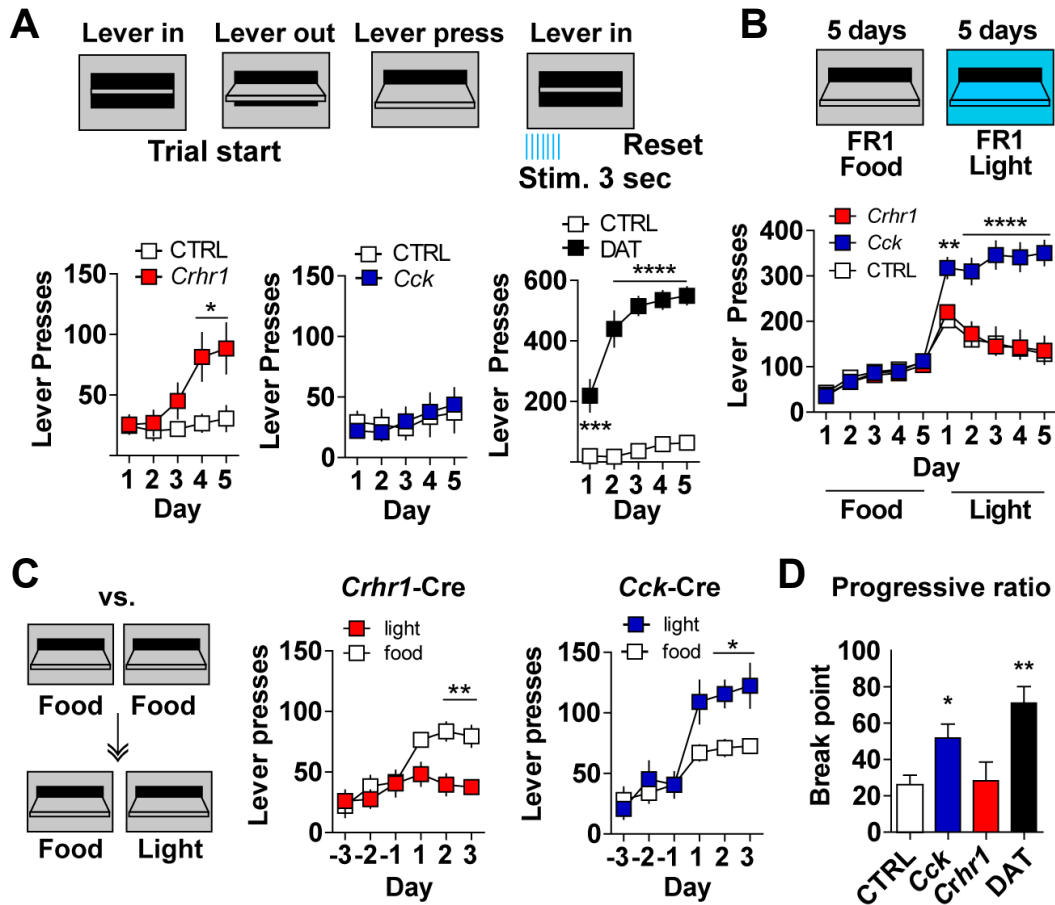 A
Lever in
Lever out
Lever press
Lever in
Trial start
Reset
Stim. 3 sec
CTRL
Crhr1
*
Lever Presses
150
100
50
1 2 3 4 5
Day
CTRL
Cck
Lever Presses
150
100
50
0
1 2 3 4 5
Day
CTRL
DAT
****
***
Lever Presses
600
400
200
1 2 3 4 5
Day
B
5 days
5 days
FR1
Food
FR1
Light
Crhr1
Cck
CTRL
**
****
Lever Presses
400
300
200
100
0
1 2 3 4 5 1 2 3 4 5
Day
Food
Light
C
vs.
Food
Food
Food
Light
Crhr1-Cre
light
food
**
Lever presses
150
100
50
0
-3 -2 -1 1 2 3
Day
Cck-Cre
light
food
*
Lever presses
150
100
50
0
-3 -2 -1 1 2 3
Day
D
Progressive ratio
Break point
100
80
60
40
20
0
*
**
CTRL
Cck
Crhr1
DAT